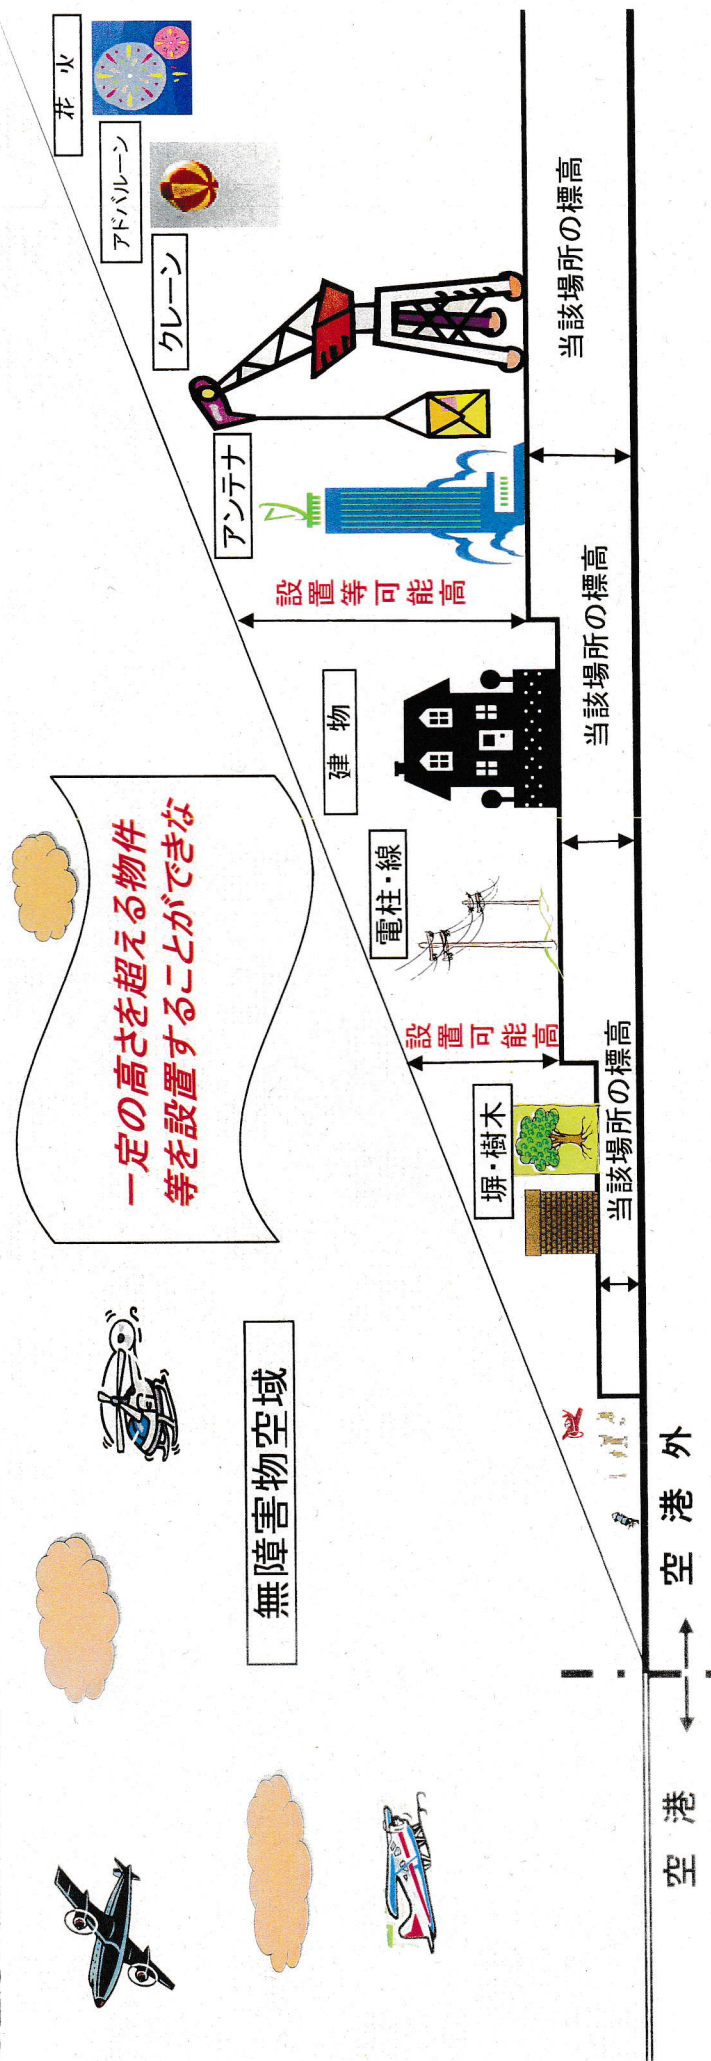 一定の高さを超える物件
等を設置することができな
無障害物空域
花火
アドバルーン
クレーン
アンテナ
設置等可能高
建物
電柱・線
設置可能高
塀・樹木
当該場所の標高
当該場所の標高
当該場所の標高
空港
空港外